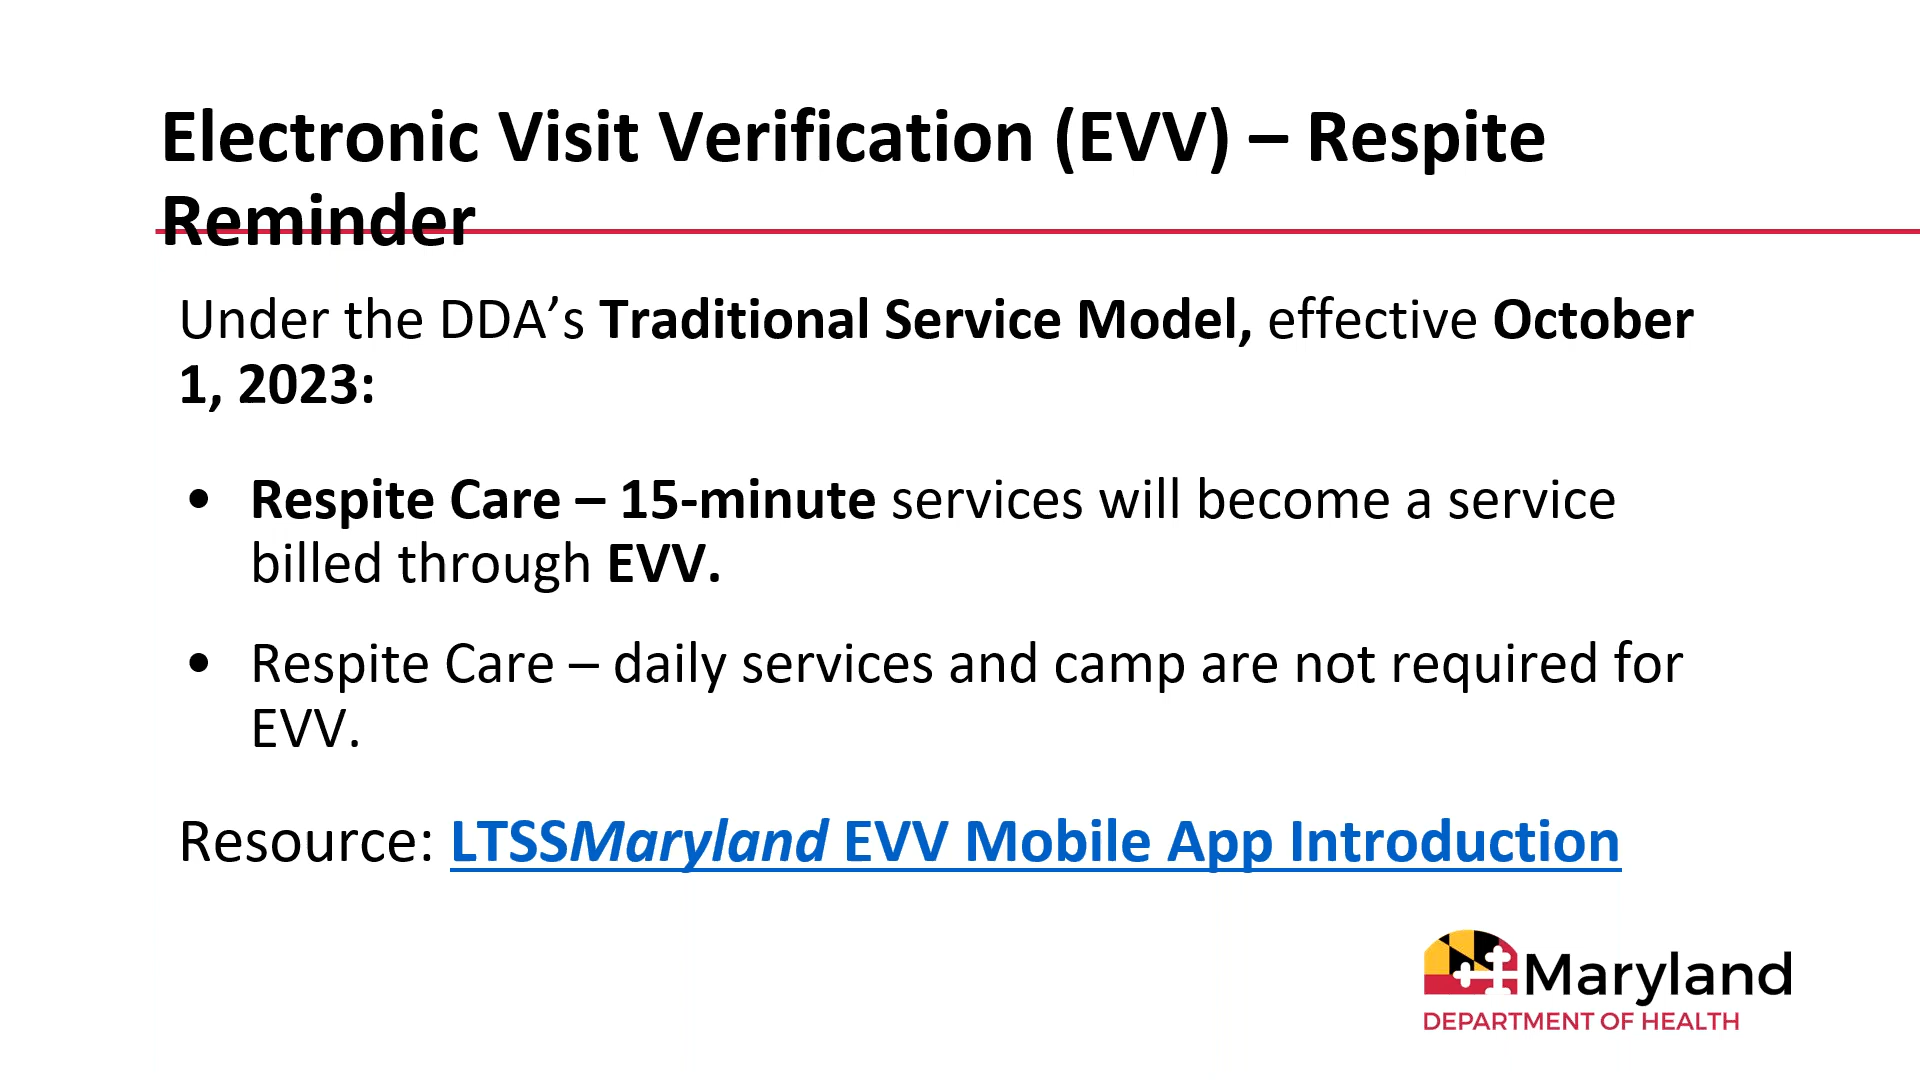 Electronic Visit Verification (EVV) – Respite
Reminder
Under the DDA’s Traditional Service Model, effective October
1, 2023:
• Respite Care – 15-minute services will become a service
billed through EVV.
• Respite Care – daily services and camp are not required for
EVV.
Resource: LTSSMaryland EVV Mobile App Introduction
Maryland
DEPARTMENT OF HEALTH